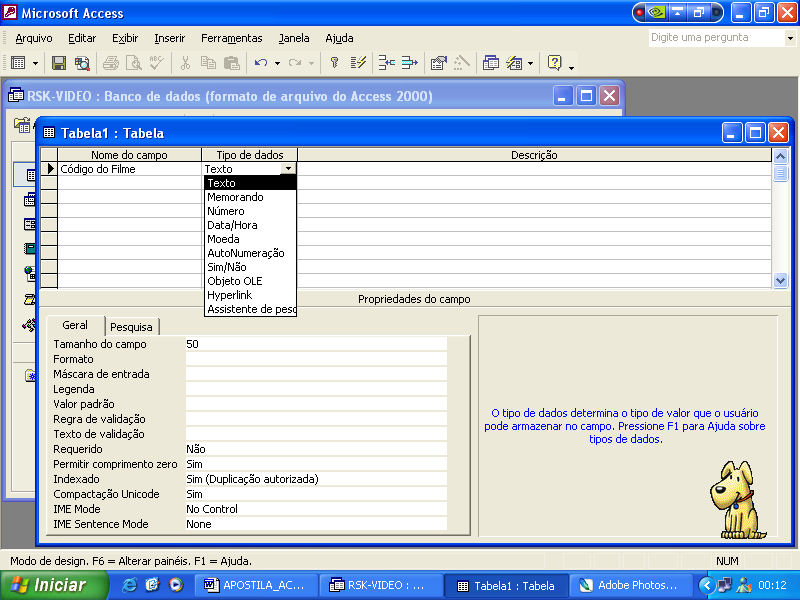 Microsoft Access
Arquivo Editar Exibir Inserir Ferramentas Janela Ajuda
Digite uma pergunta
RSK-VIDEO : Banco de dados (formato de arquivo do Access 2000)
Tabela1 : Tabela
Nome do campo Tipo de dados Descrição
Código do Filme Texto
Texto
Memorando
Número
Data/Hora
Moeda
AutoNumeração
Sim/Não
Objeto OLE
Hyperlink
Assistente de pesq
Propriedades do campo
Geral Pesquisa
Tamanho do campo 50
Formato
Máscara de entrada
Legenda
Valor padrão
Regra de validação
Texto de validação
Requerido Não
Permitir comprimento zero Sim
Indexado Sim (Duplicação autorizada)
Compactação Unicode Sim
IME Mode No Control
IME Sentence Mode None
O tipo de dados determina o tipo de valor que o usuário
pode armazenar no campo. Pressione F1 para Ajuda sobre
tipos de dados.
Modo de design. F6 = Alterar painéis. F1 = Ajuda. NUM
Iniciar APOSTILA_AC... RSK-VIDEO : ... Tabela1 : Tabela Adobe Photos... 00:12